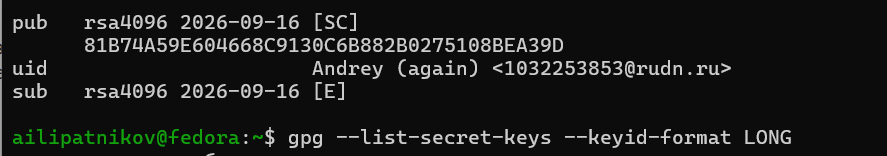 pub   rsa4096 2026-09-16 [SC]
      81B74A59E604668C9130C6B882B0275108BEA39D
uid                      Andrey (again) <1032253853@rudn.ru>
sub   rsa4096 2026-09-16 [E]
ailipatnikov@fedora:~$ gpg --list-secret-keys --keyid-format LONG